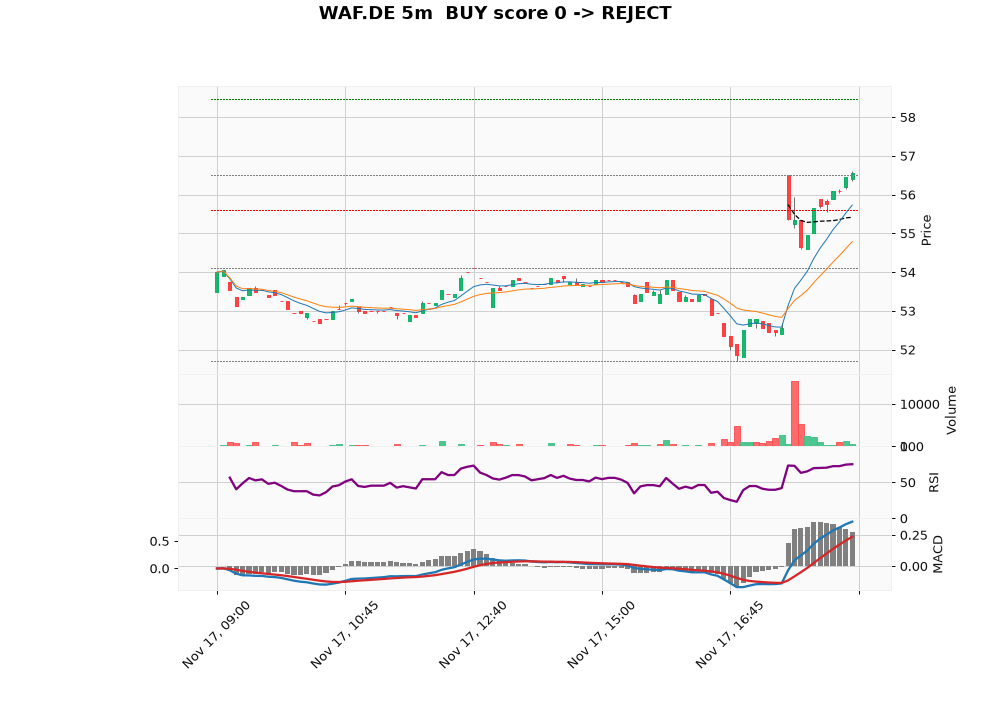 WAF.DE 5m  BUY score 0 -> REJECT
58
57
56
55
54
53
52
Price
10000
0
Volume
100
50
0
RSI
0.5
0.0
0.25
0.00
MACD
Nov 17, 09:00
Nov 17, 10:45
Nov 17, 12:40
Nov 17, 15:00
Nov 17, 16:45